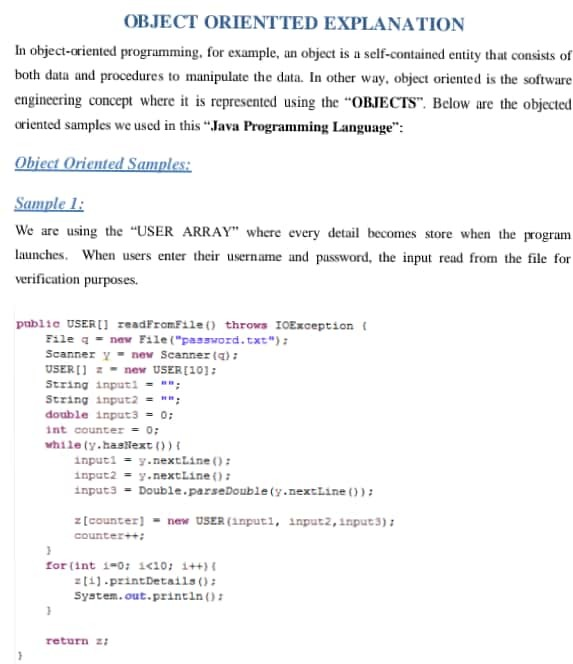 OBJECT ORIENTTED EXPLANATION
In object-oriented programming, for example, an object is a self-contained entity that consists of
both data and procedures to manipulate the data. In other way, object oriented is the software
engineering concept where it is represented using the “OBJECTS”. Below are the objected
oriented samples we used in this “Java Programming Language”:
Object Oriented Samples:
Sample 1:
We are using the “USER ARRAY” where every detail becomes store when the program
launches. When users enter their username and password, the input read from the file for
verification purposes.
public USER[] readFromFile() throws IOException {
File q = new File("password.txt");
Scanner y = new Scanner(q);
USER[] z = new USER[10];
String input1 = "";
String input2 = "";
double input3 = 0;
int counter = 0;
while(y.hasNext()){
input1 = y.nextLine();
input2 = y.nextLine();
input3 = Double.parseDouble(y.nextLine());
z[counter] = new USER(input1, input2,input3);
counter++;
}
for(int i=0; i<10; i++){
z[i].printDetails();
System.out.println();
}
return z;
}